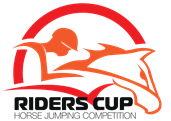 RIDERS CUP
HORSE JUMPING COMPETITION